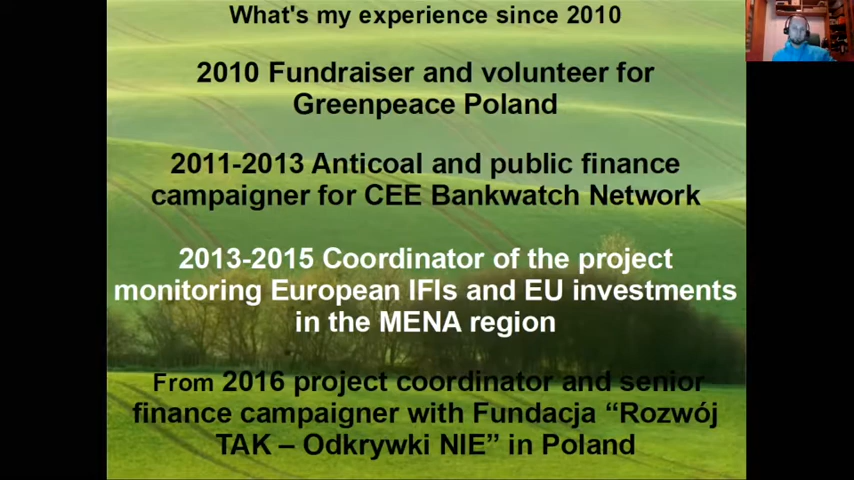 What's my experience since 2010
2010 Fundraiser and volunteer for
Greenpeace Poland
2011-2013 Anticoal and public finance
campaigner for CEE Bankwatch Network
2013-2015 Coordinator of the project
monitoring European IFIs and EU investments
in the MENA region
From 2016 project coordinator and senior
finance campaigner with Fundacja “Rozwój
TAK – Odkrywki NIE” in Poland